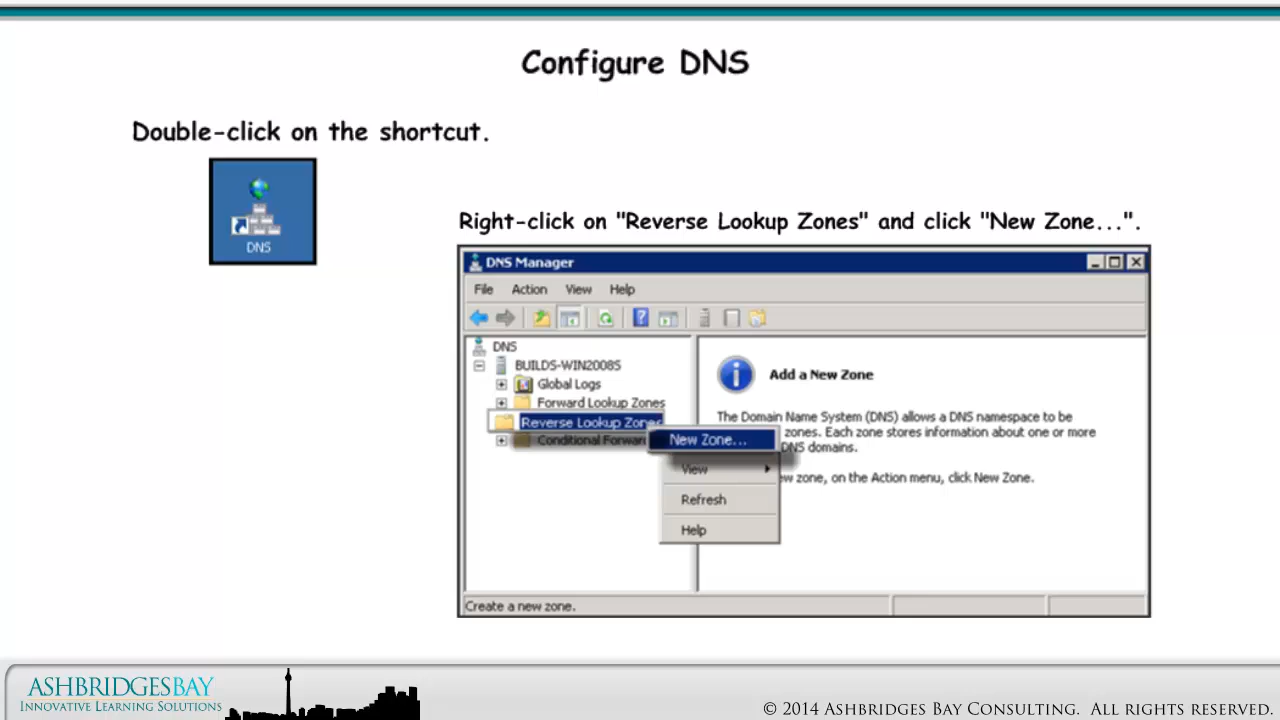 Configure DNS
Double-click on the shortcut.
DNS
Right-click on "Reverse Lookup Zones" and click "New Zone...".
DNS Manager
File Action View Help
DNS
BUILDS-WIN2008S
Global Logs
Forward Lookup Zones
Reverse Lookup Zones
Conditional Forward
New Zone...
View
Refresh
Help
Add a New Zone
The Domain Name System (DNS) allows a DNS namespace to be
zones. Each zone stores information about one or more
DNS domains.
ew zone, on the Action menu, click New Zone.
Create a new zone.
ASHBRIDGESBAY
INNOVATIVE LEARNING SOLUTIONS
© 2014 ASHBRIDGES BAY CONSULTING. ALL RIGHTS RESERVED.